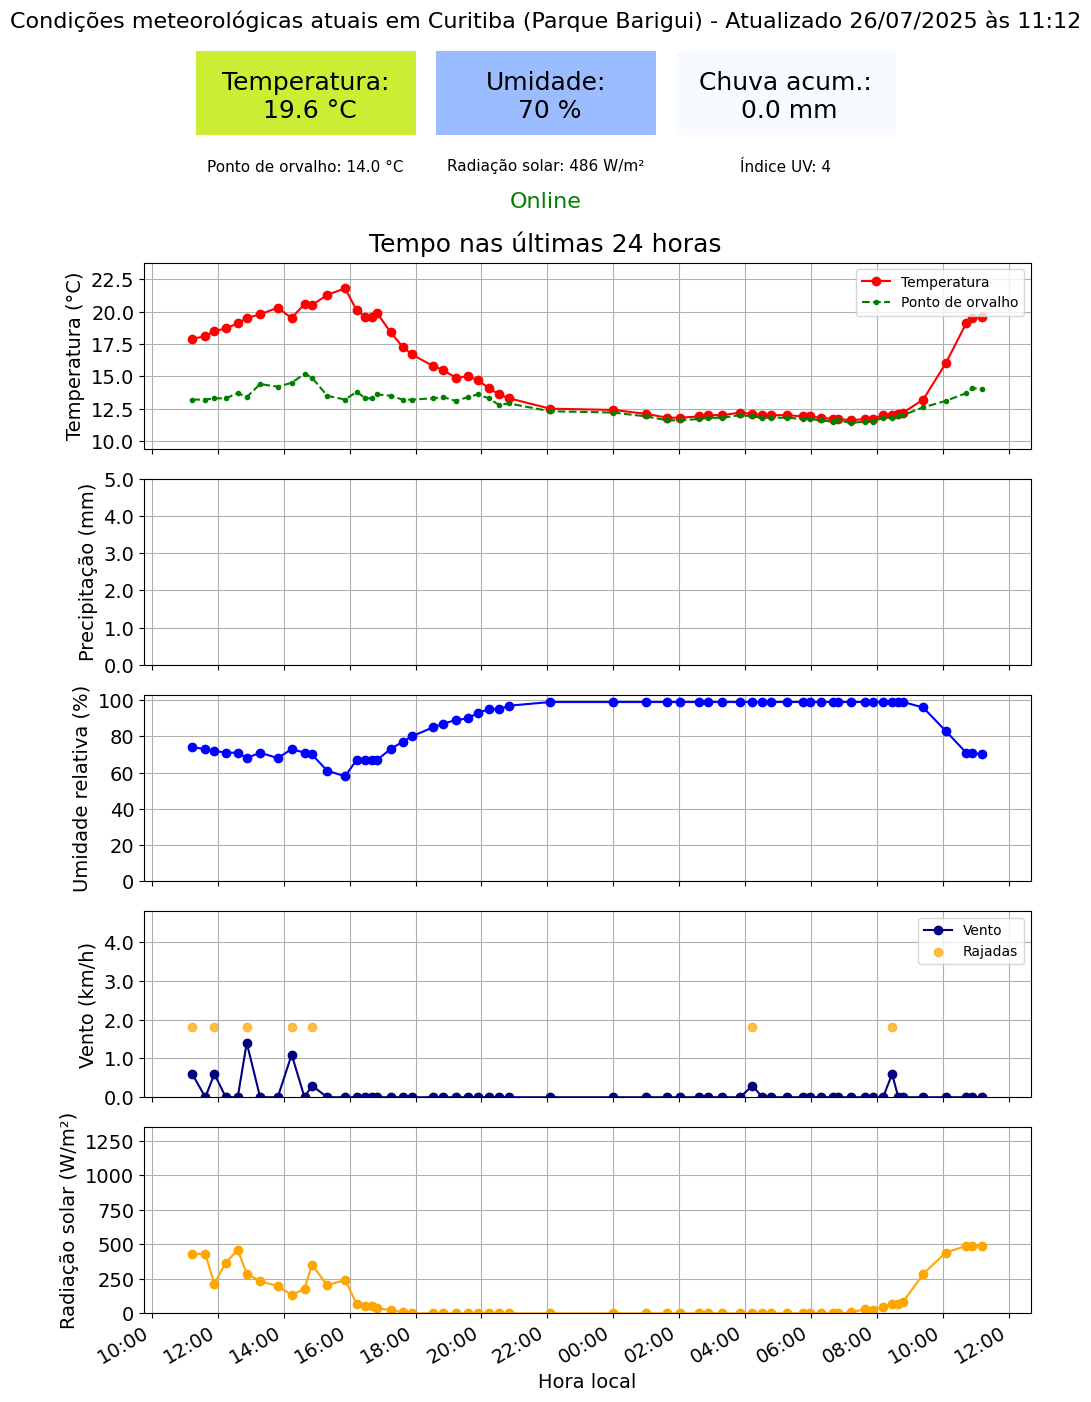 Condições meteorológicas atuais em Curitiba (Parque Barigui) - Atualizado 26/07/2025 às 11:12
Temperatura:
19.6 °C
Umidade:
70 %
Chuva acum.:
0.0 mm
Ponto de orvalho: 14.0 °C
Radiação solar: 486 W/m²
Índice UV: 4
Online
Tempo nas últimas 24 horas
Temperatura (°C)
22.5
20.0
17.5
15.0
12.5
10.0
Temperatura
Ponto de orvalho
Precipitação (mm)
5.0
4.0
3.0
2.0
1.0
0.0
Umidade relativa (%)
100
80
60
40
20
0
Vento (km/h)
4.0
3.0
2.0
1.0
0.0
Vento
Rajadas
Radiação solar (W/m²)
1250
1000
750
500
250
0
10:00
12:00
14:00
16:00
18:00
20:00
22:00
00:00
02:00
04:00
06:00
08:00
10:00
12:00
Hora local